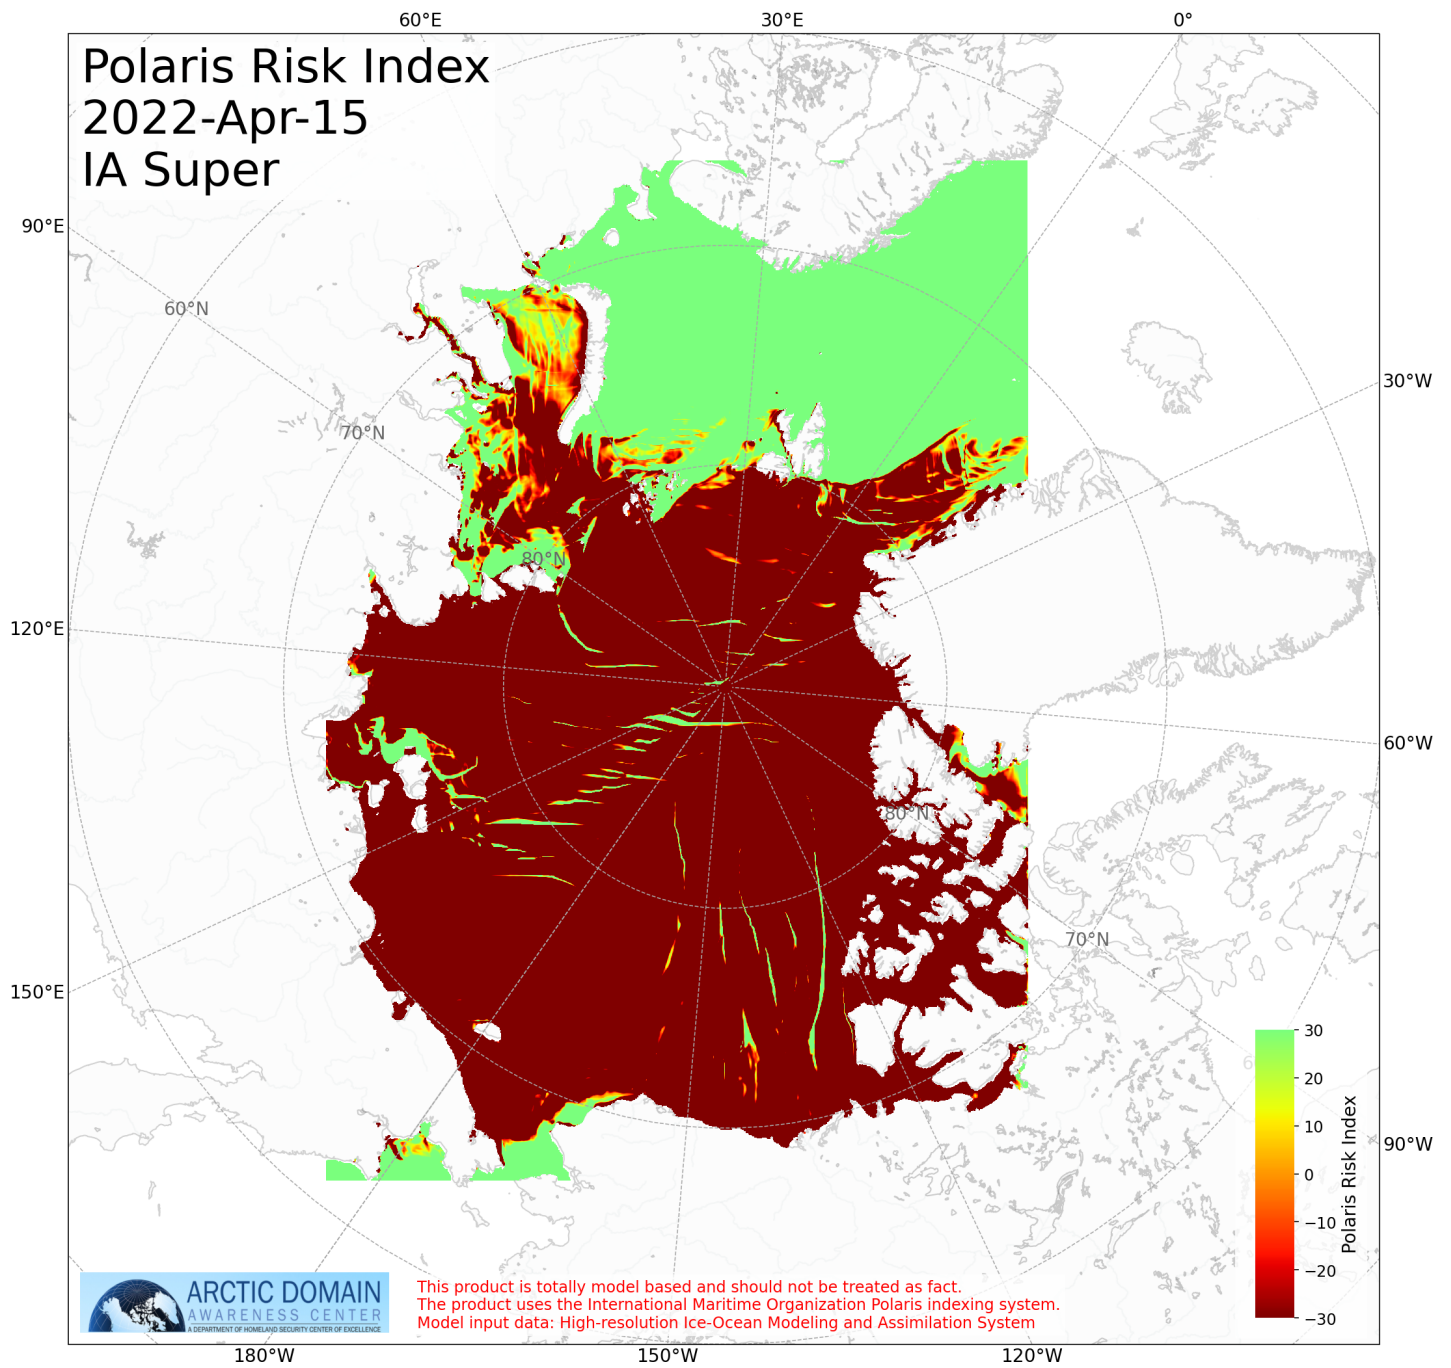 60°E
30°E
0°
Polaris Risk Index
2022-Apr-15
IA Super
90°E
60°N
30°W
70°N
80°N
120°E
60°W
80°N
70°N
150°E
30
20
10
0
−10
−20
−30
Polaris Risk Index
90°W
ARCTIC DOMAIN
AWARENESS CENTER
A DEPARTMENT OF HOMELAND SECURITY CENTER OF EXCELLENCE
This product is totally model based and should not be treated as fact.
The product uses the International Maritime Organization Polaris indexing system.
Model input data: High-resolution Ice-Ocean Modeling and Assimilation System
180°W
150°W
120°W